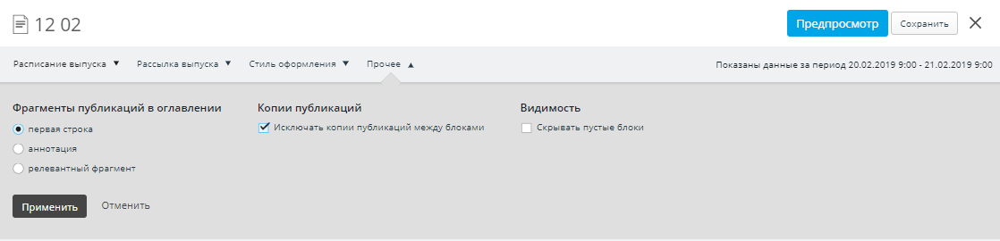 12 02
Предпросмотр
Сохранить
Расписание выпуска
Рассылка выпуска
Стиль оформления
Прочее
Показаны данные за период 20.02.2019 9:00 - 21.02.2019 9:00
Фрагменты публикаций в оглавлении
первая строка
аннотация
релевантный фрагмент
Копии публикаций
Исключать копии публикаций между блоками
Видимость
Скрывать пустые блоки
Применить
Отменить